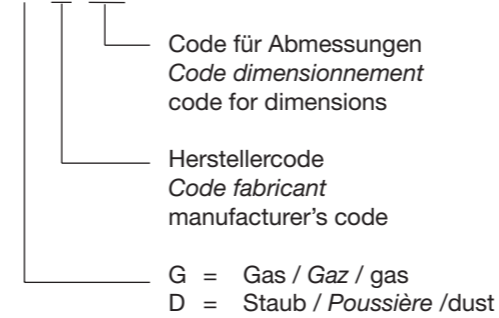 Code für Abmessungen
Code dimensionnement
code for dimensions
Herstellercode
Code fabricant
manufacturer's code
G = Gas / Gaz / gas
D = Staub / Poussière /dust